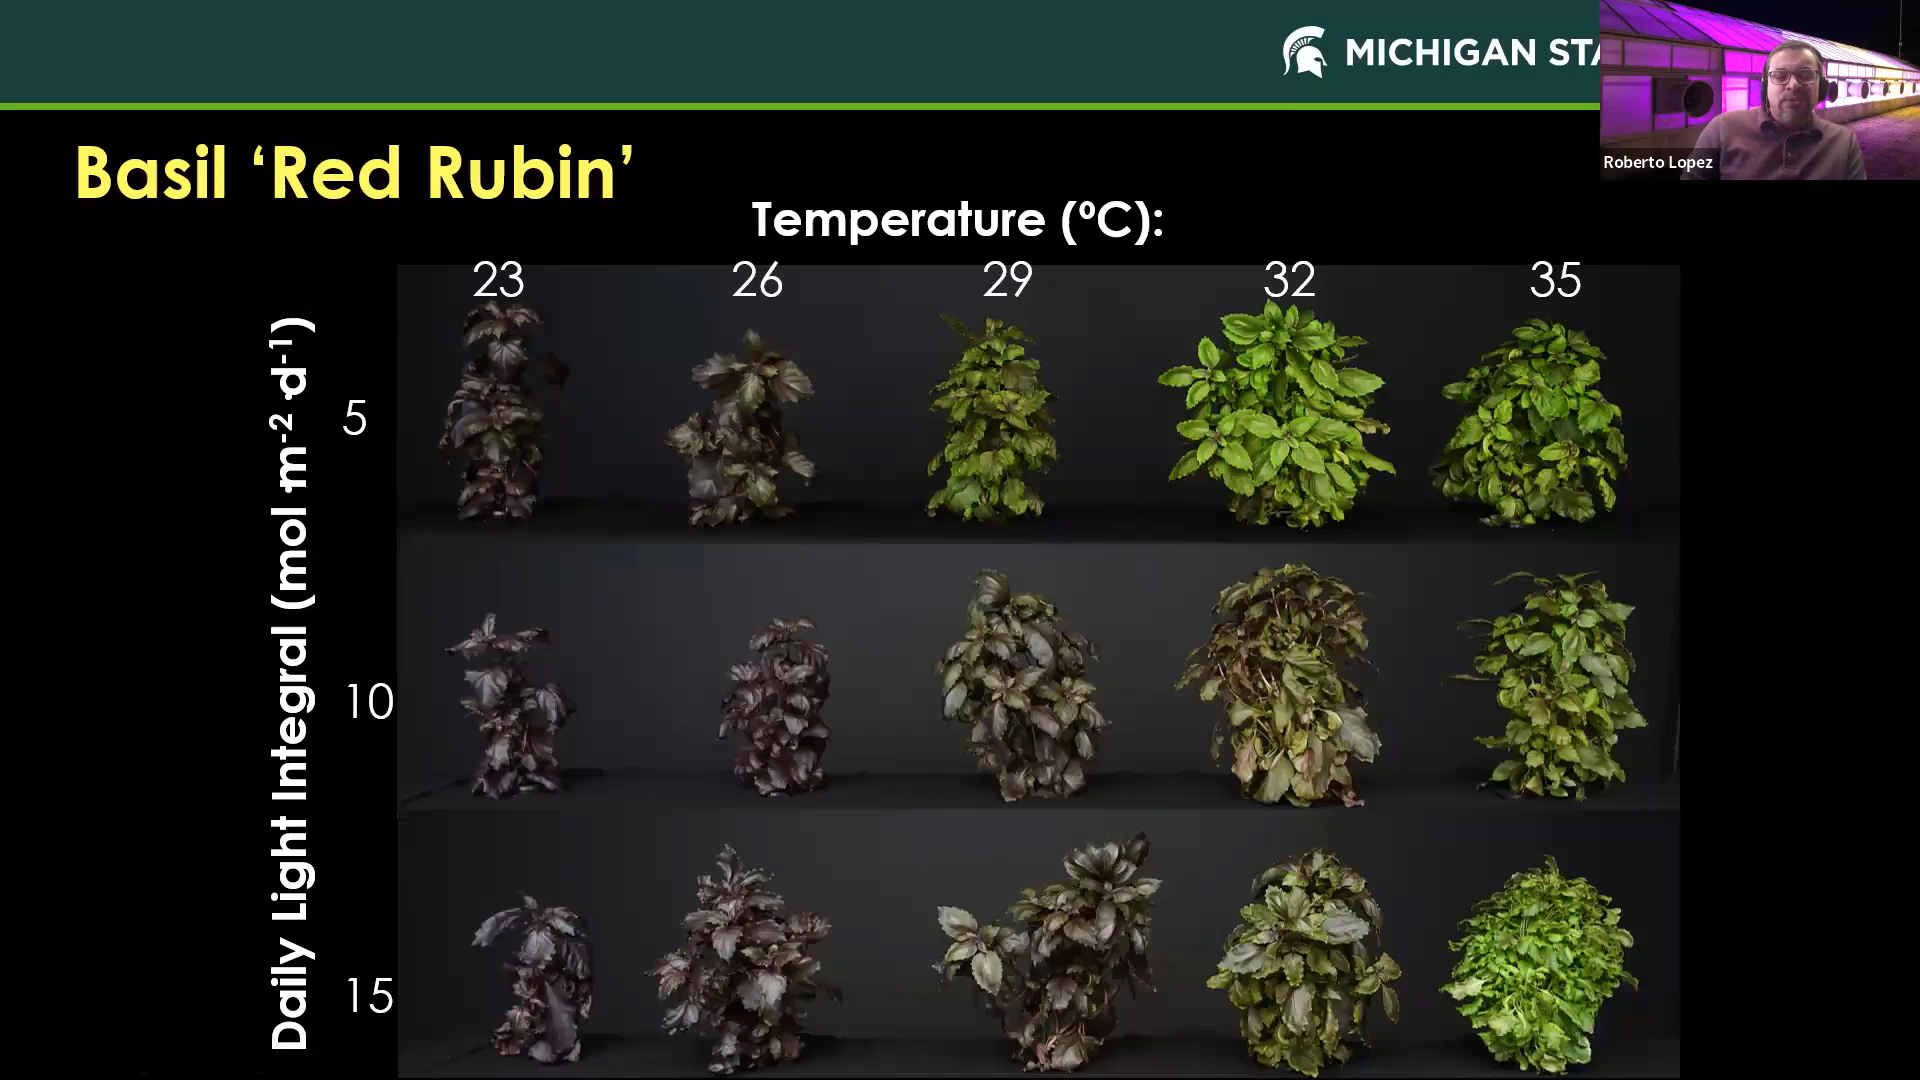 MICHIGAN STA
Roberto Lopez
Basil ‘Red Rubin’
Temperature (ºC):
23 26 29 32 35
Daily Light Integral (mol·m-2·d-1)
5
10
15